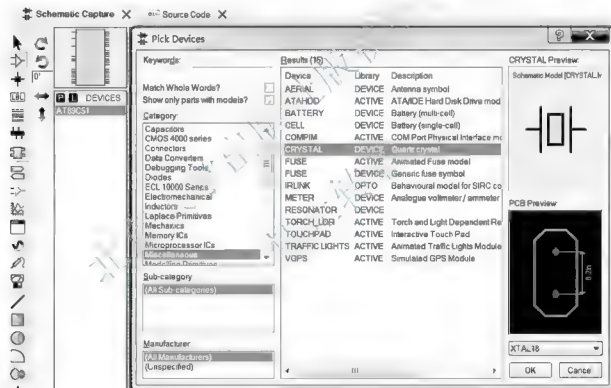 Schematic Capture X Source Code X
Pick Devices
? X
Keywords:
Match Whole Words?
Show only parts with models?
Category
Capacitors
CMOS 4000 series
Connectors
Data Converters
Debugging Tools
Diodes
ECL 10000 Series
Electromechanical
Inductors
Laplace Primitives
Mechanics
Memory ICs
Microprocessor ICs
Miscellaneous
Modelling Primitives
Sub-category
(All Sub-categories)
Manufacturer
(All Manufacturers)
(Unspecified)
Results (16)
Device Library Description
AERIAL DEVICE Antenna symbol
ATAHDD ACTIVE ATA/IDE Hard Disk Drive mod
BATTERY DEVICE Battery (multi-cell)
CELL DEVICE Battery (single-cell)
COMPIM ACTIVE COM Port Physical Interface mo
CRYSTAL DEVICE Quartz crystal
FUSE ACTIVE Animated Fuse model
FUSE DEVICE Generic fuse symbol
IRLINK OPTO Behavioural model for SIRC co
METER DEVICE Analogue voltmeter / ammeter
RESONATOR DEVICE
TORCH_LDR ACTIVE Torch and Light Dependent Re
TOUCHPAD ACTIVE Interactive Touch Pad
TRAFFIC LIGHTS ACTIVE Animated Traffic Lights Module
VGPS ACTIVE Simulated GPS Module
CRYSTAL Preview:
Schematic Model [CRYSTAL]
PCB Preview
XTAL18
OK Cancel
0°
LBL
P L DEVICES
AT89C51